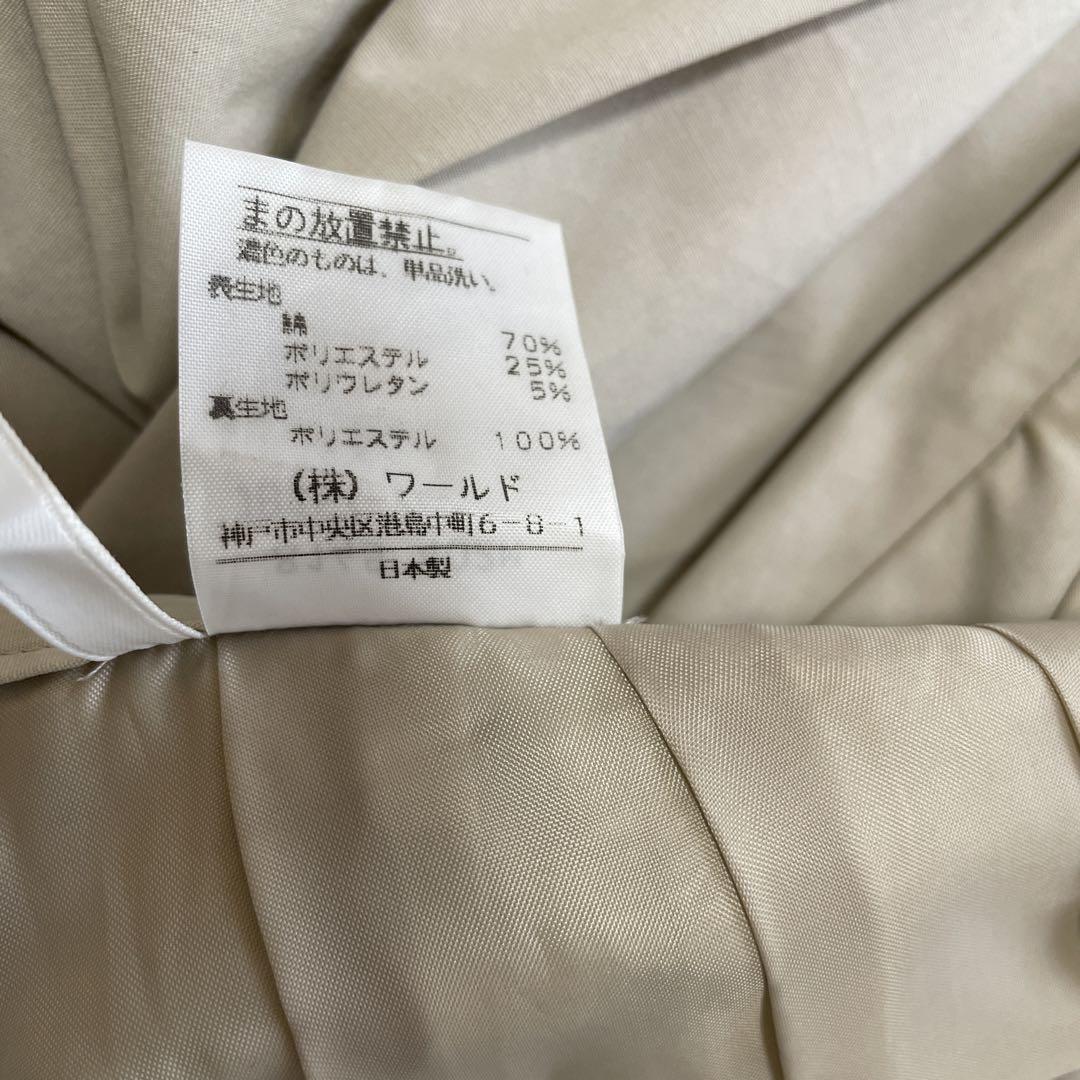 まの放置禁止。
濃色のものは、単品洗い。
表生地
綿 70%
ポリエステル 25%
ポリウレタン 5%
裏生地
ポリエステル 100%
(株) ワールド
神戸市中央区港島中町6-8-1
日本製